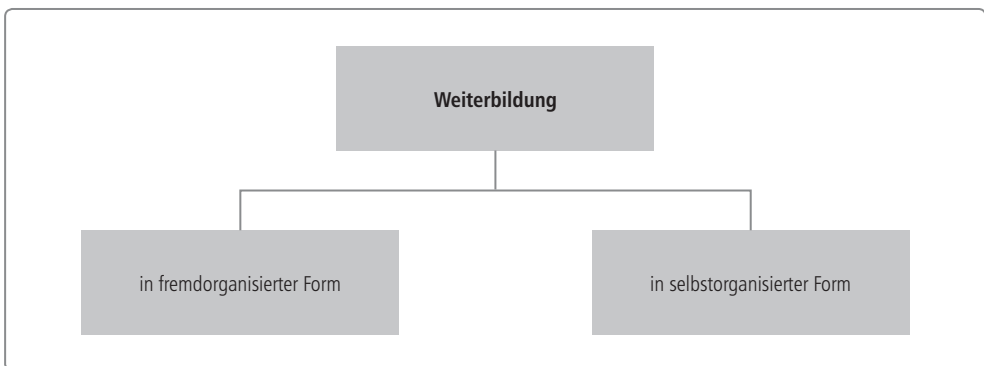 Weiterbildung
in fremdorganisierter Form
in selbstorganisierter Form